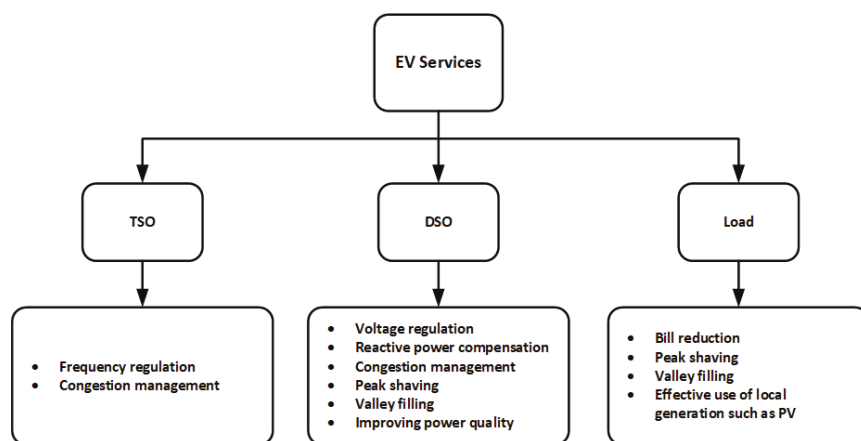 EV Services
TSO
DSO
Load
• Frequency regulation
• Congestion management
• Voltage regulation
• Reactive power compensation
• Congestion management
• Peak shaving
• Valley filling
• Improving power quality
• Bill reduction
• Peak shaving
• Valley filling
• Effective use of local
generation such as PV